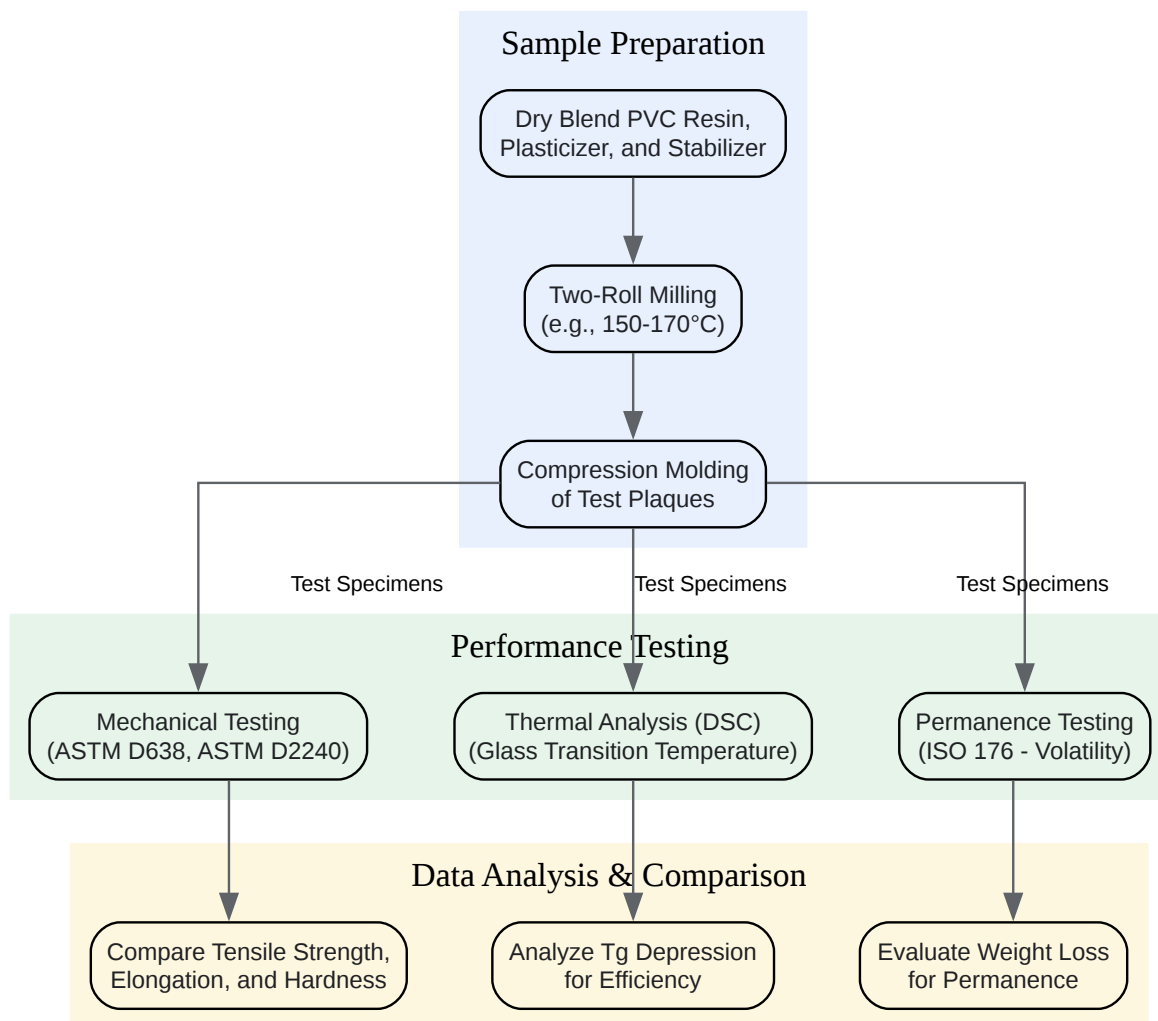 Sample Preparation
Dry Blend PVC Resin,
Plasticizer, and Stabilizer
Two-Roll Milling
(e.g., 150-170°C)
Compression Molding
of Test Plaques
Test Specimens
Test Specimens
Test Specimens
Performance Testing
Mechanical Testing
(ASTM D638, ASTM D2240)
Thermal Analysis (DSC)
(Glass Transition Temperature)
Permanence Testing
(ISO 176 - Volatility)
Data Analysis & Comparison
Compare Tensile Strength,
Elongation, and Hardness
Analyze Tg Depression
for Efficiency
Evaluate Weight Loss
for Permanence